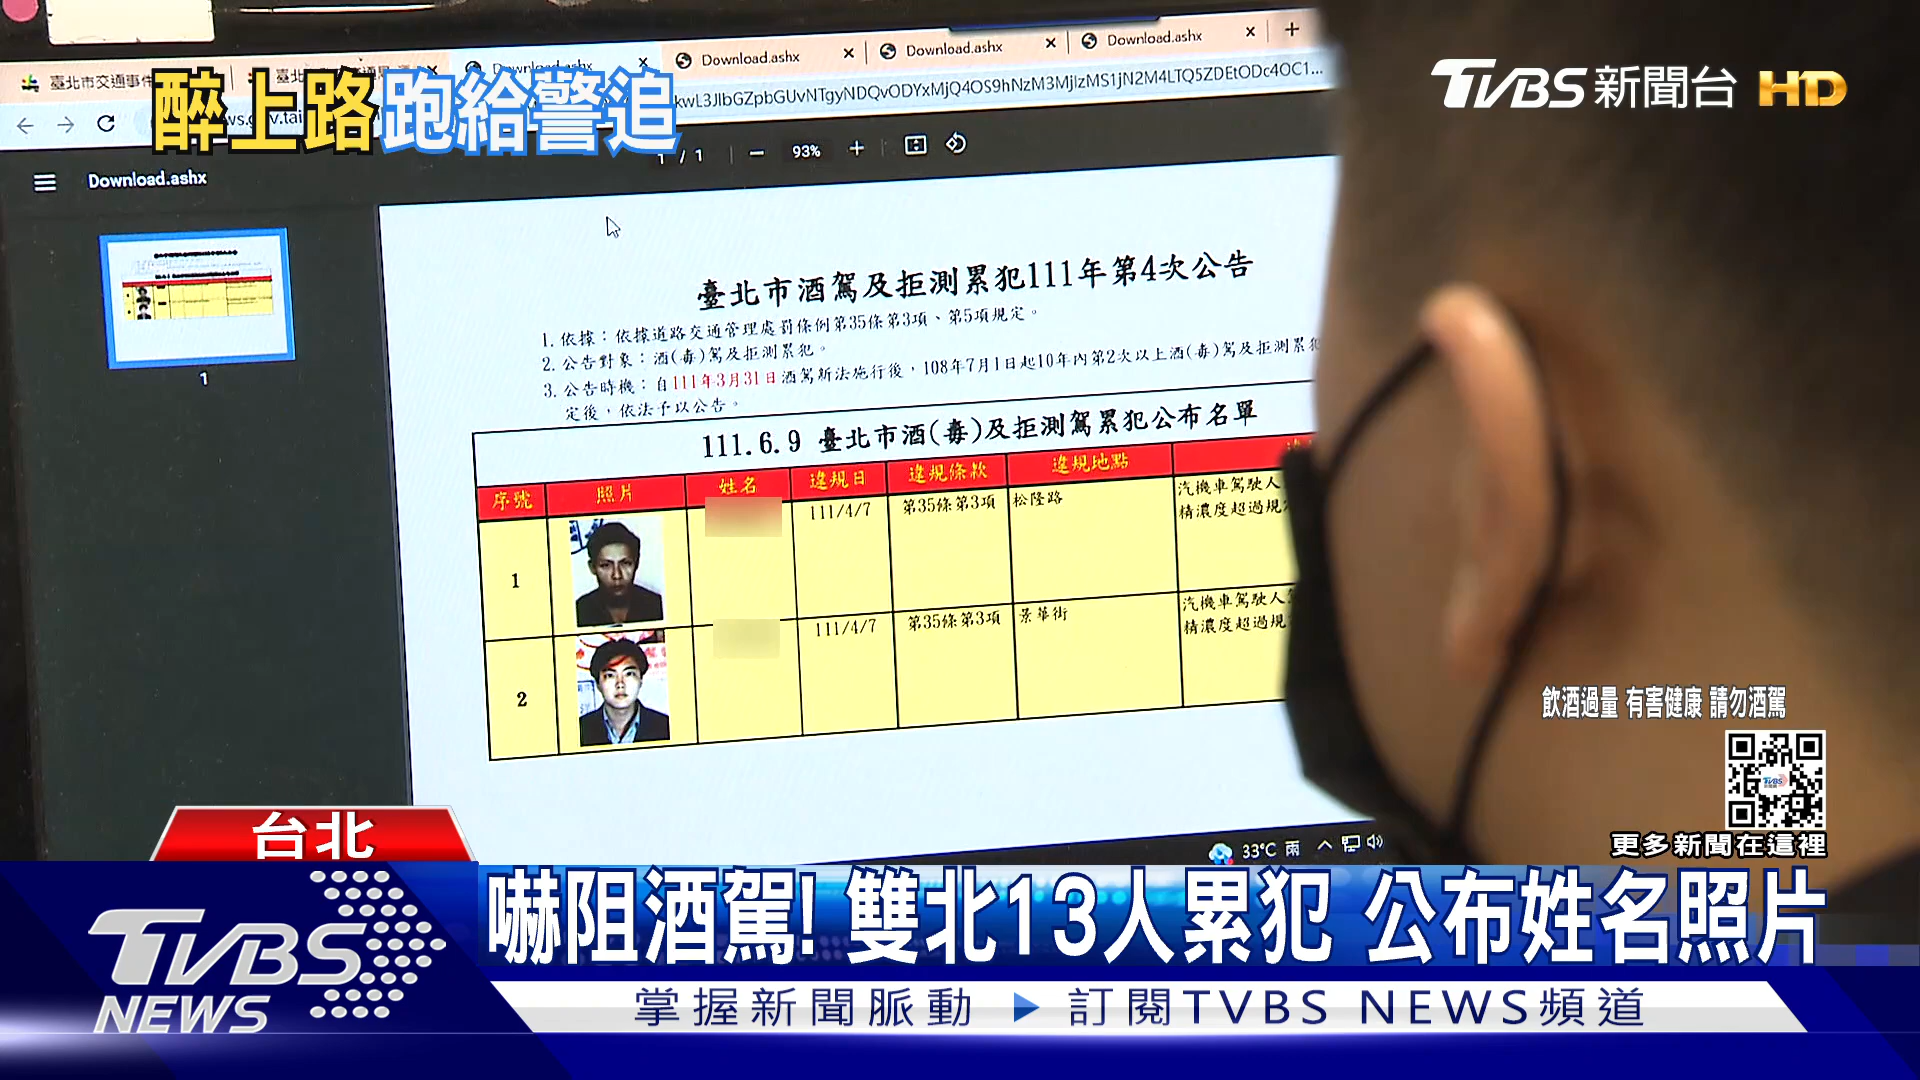 臺北市交通事件
Download.ashx
Download.ashx
Download.ashx
醉上路跑給警追
TVBS新聞台 HD
kwL3JlbGZpbGUvNTgyNDQvODYxMjQ4OS9hNzM3MjIzMS1jN2M4LTQ5ZDEtODc4OC1...
Download.ashx
1 / 1
93%
1
臺北市酒駕及拒測累犯111年第4次公告
1. 依據：依據道路交通管理處罰條例第35條第3項、第5項規定。
2. 公告對象：酒(毒)駕及拒測累犯。
3. 公告時機：自111年3月31日酒駕新法施行後，108年7月1日起10年內第2次以上酒(毒)駕及拒測累犯
定後，依法予以公告。
111.6.9 臺北市酒(毒)及拒測駕累犯公布名單
序號 照片 姓名 違規日 違規條款 違規地點
1 111/4/7 第35條第3項 松隆路 汽機車駕駛人
精濃度超過規
2 111/4/7 第35條第3項 景華街 汽機車駕駛人
精濃度超過規
飲酒過量 有害健康 請勿酒駕
TVBS
更多新聞在這裡
33°C 雨
台北
嚇阻酒駕! 雙北13人累犯 公布姓名照片
TVBS NEWS
掌握新聞脈動 ▶ 訂閱TVBS NEWS頻道